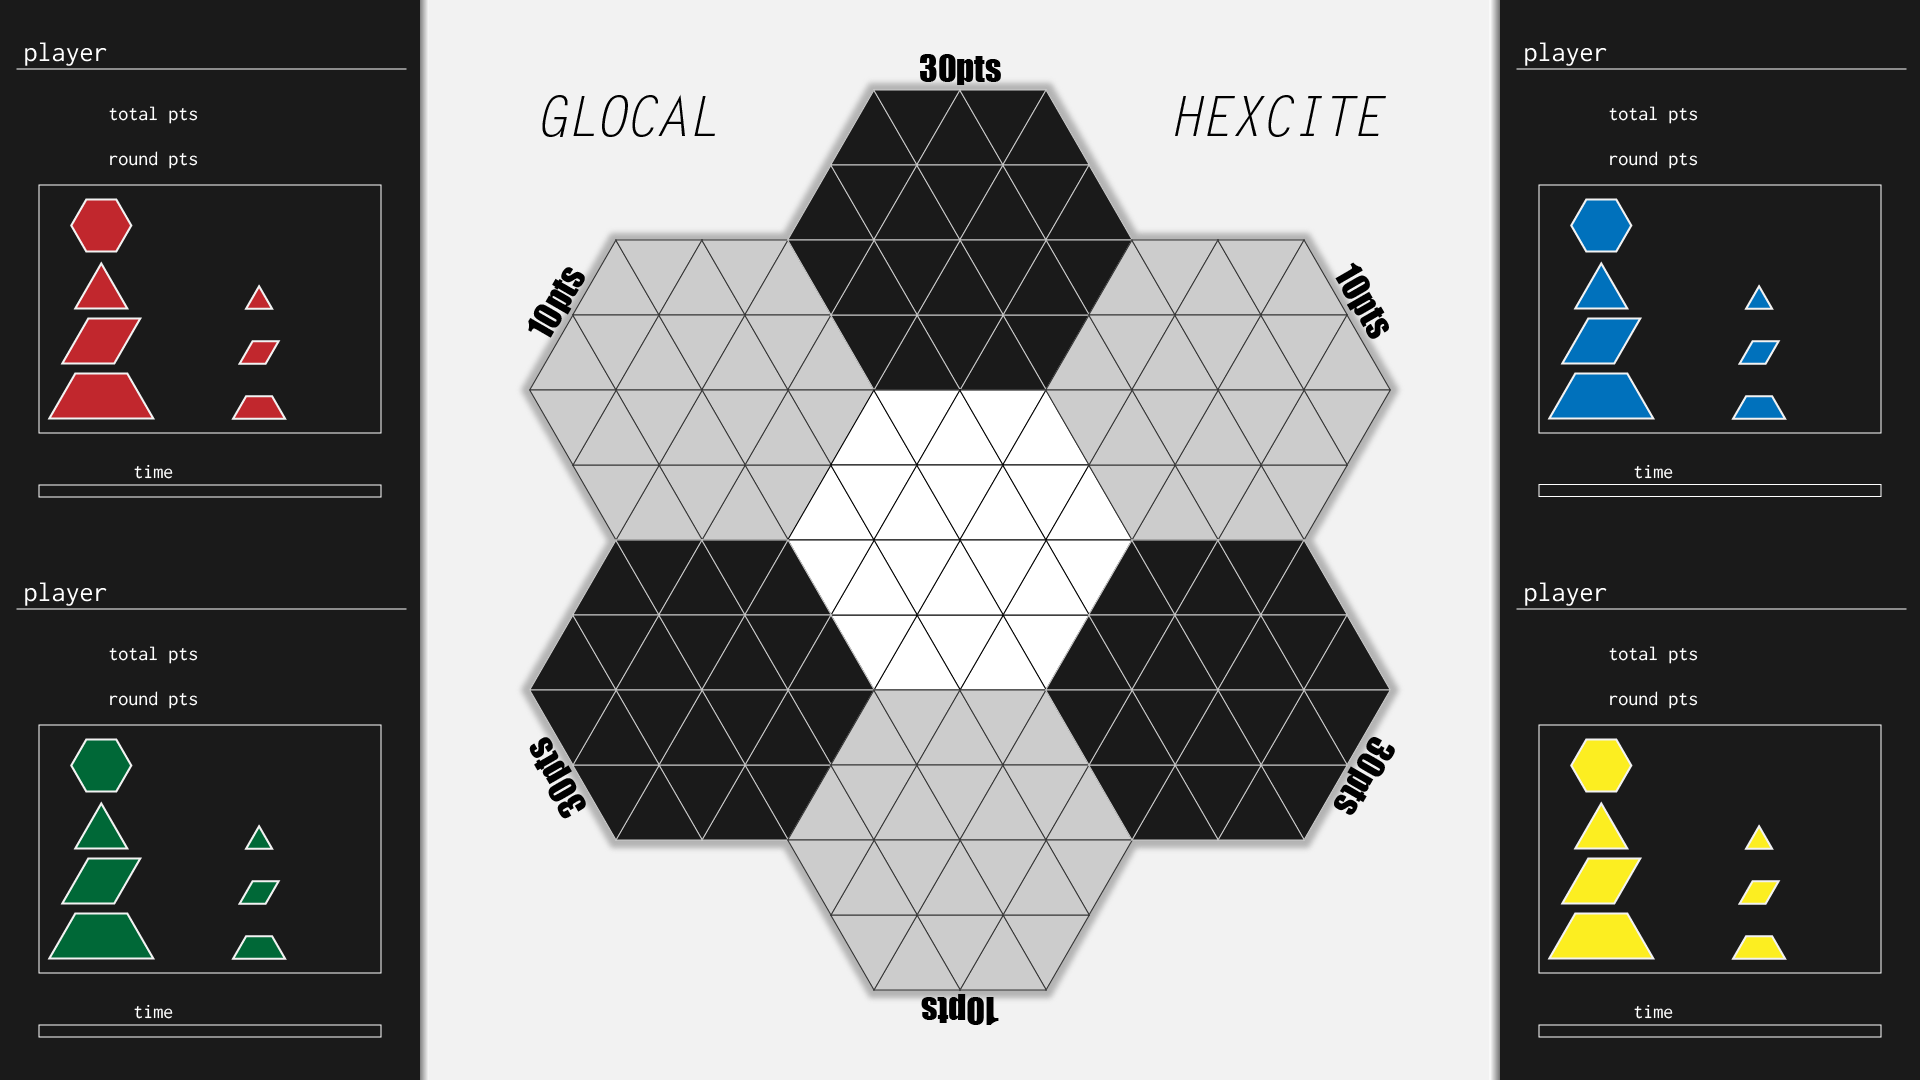 player
total pts
round pts
time
player
total pts
round pts
time
30pts
GLOCAL
HEXCITE
10pts
10pts
30pts
30pts
10pts
player
total pts
round pts
time
player
total pts
round pts
time